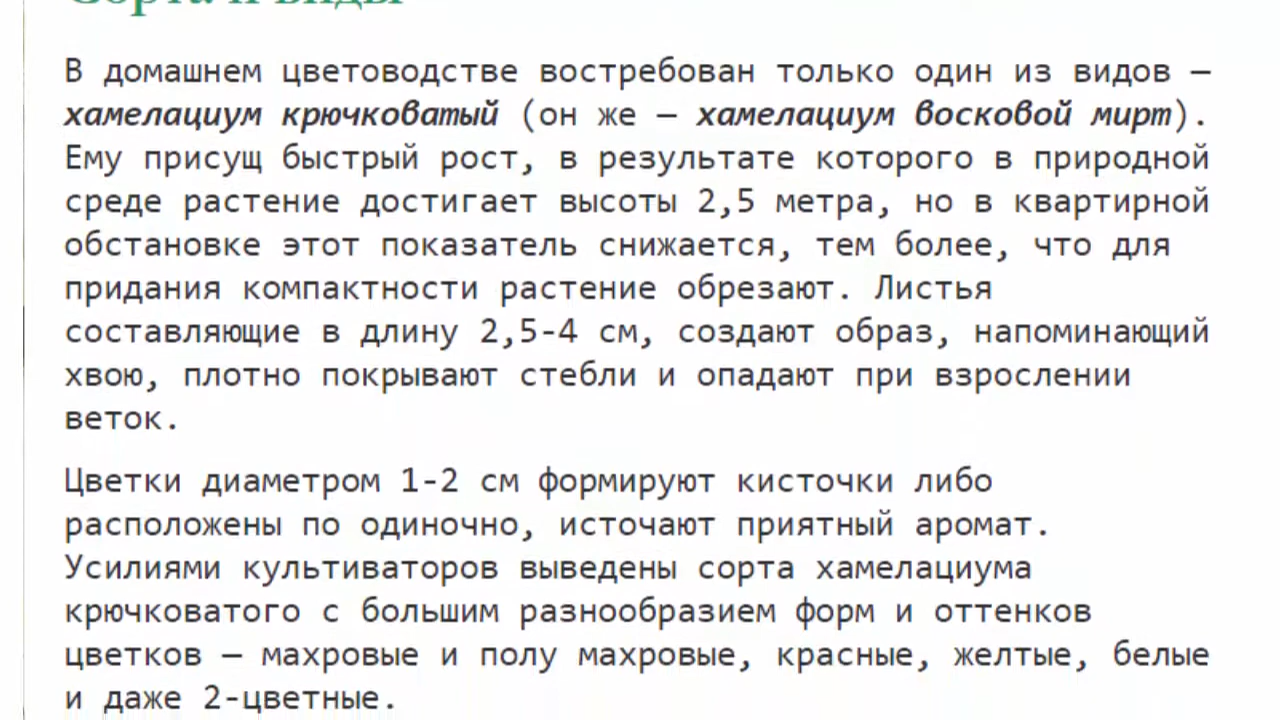 Сорта и виды
В домашнем цветоводстве востребован только один из видов –
хамелациум крючковатый (он же – хамелациум восковой мирт).
Ему присущ быстрый рост, в результате которого в природной
среде растение достигает высоты 2,5 метра, но в квартирной
обстановке этот показатель снижается, тем более, что для
придания компактности растение обрезают. Листья
составляющие в длину 2,5-4 см, создают образ, напоминающий
хвою, плотно покрывают стебли и опадают при взрослении
веток.
Цветки диаметром 1-2 см формируют кисточки либо
расположены по одиночно, источают приятный аромат.
Усилиями культиваторов выведены сорта хамелациума
крючковатого с большим разнообразием форм и оттенков
цветков – махровые и полу махровые, красные, желтые, белые
и даже 2-цветные.